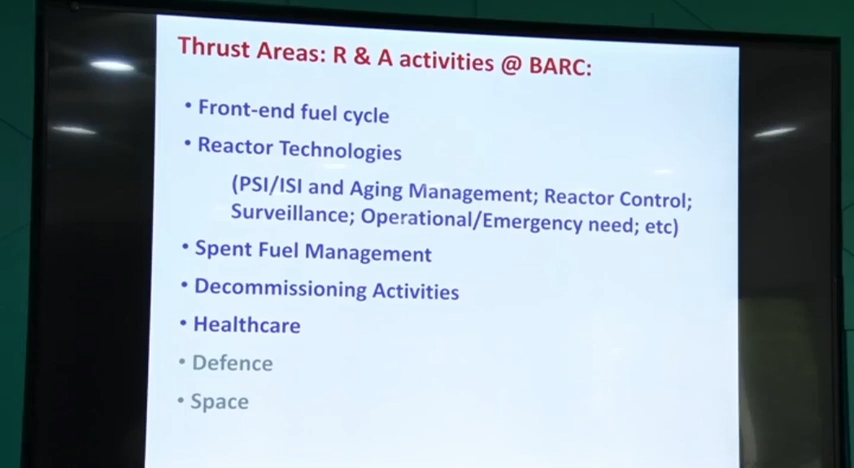 Thrust Areas: R & A activities @ BARC:
• Front-end fuel cycle
• Reactor Technologies
(PSI/ISI and Aging Management; Reactor Control;
Surveillance; Operational/Emergency need; etc)
• Spent Fuel Management
• Decommissioning Activities
• Healthcare
• Defence
• Space